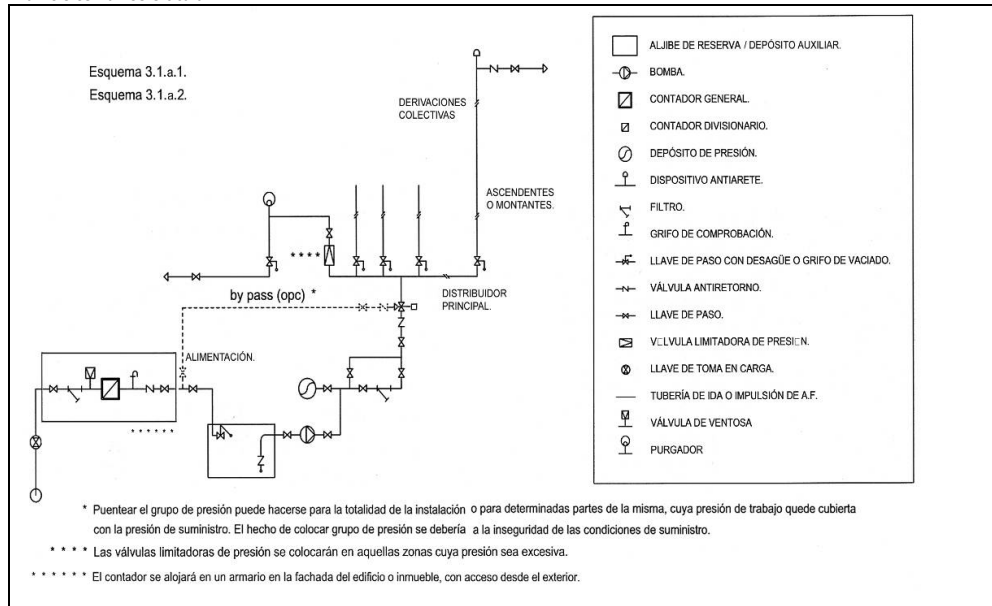 Esquema 3.1.a.1.
Esquema 3.1.a.2.
DERIVACIONES
COLECTIVAS
ASCENDENTES
O MONTANTES.
* * * *
by pass (opc) *
DISTRIBUIDOR
PRINCIPAL.
ALIMENTACIÓN.
* * * * * *
ALJIBE DE RESERVA / DEPÓSITO AUXILIAR.
BOMBA.
CONTADOR GENERAL.
CONTADOR DIVISIONARIO.
DEPÓSITO DE PRESIÓN.
DISPOSITIVO ANTIARETE.
FILTRO.
GRIFO DE COMPROBACIÓN.
LLAVE DE PASO CON DESAGÜE O GRIFO DE VACIADO.
VÁLVULA ANTIRETORNO.
LLAVE DE PASO.
V□LVULA LIMITADORA DE PRESI□N.
LLAVE DE TOMA EN CARGA.
TUBERÍA DE IDA O IMPULSIÓN DE A.F.
VÁLVULA DE VENTOSA
PURGADOR
* Puentear el grupo de presión puede hacerse para la totalidad de la instalación o para determinadas partes de la misma, cuya presión de trabajo quede cubierta
con la presión de suministro. El hecho de colocar grupo de presión se debería a la inseguridad de las condiciones de suministro.
* * * * Las válvulas limitadoras de presión se colocarán en aquellas zonas cuya presión sea excesiva.
* * * * * * El contador se alojará en un armario en la fachada del edificio o inmueble, con acceso desde el exterior.